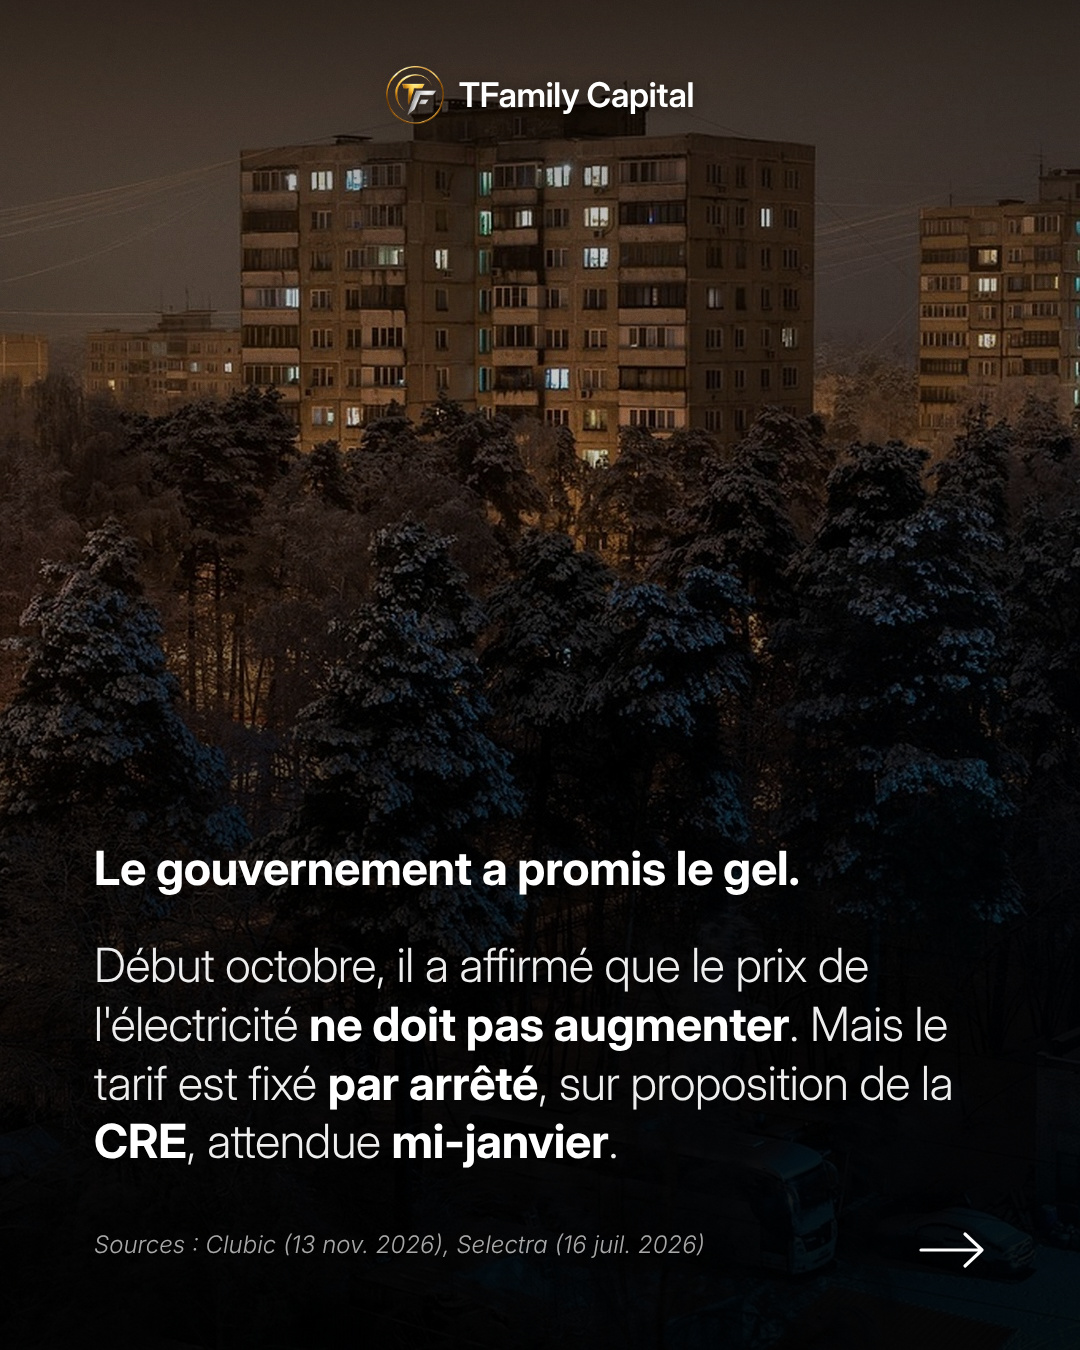 TFamily Capital
Le gouvernement a promis le gel.
Début octobre, il a affirmé que le prix de
l'électricité ne doit pas augmenter. Mais le
tarif est fixé par arrêté, sur proposition de la
CRE, attendue mi-janvier.
Sources : Clubic (13 nov. 2026), Selectra (16 juil. 2026)